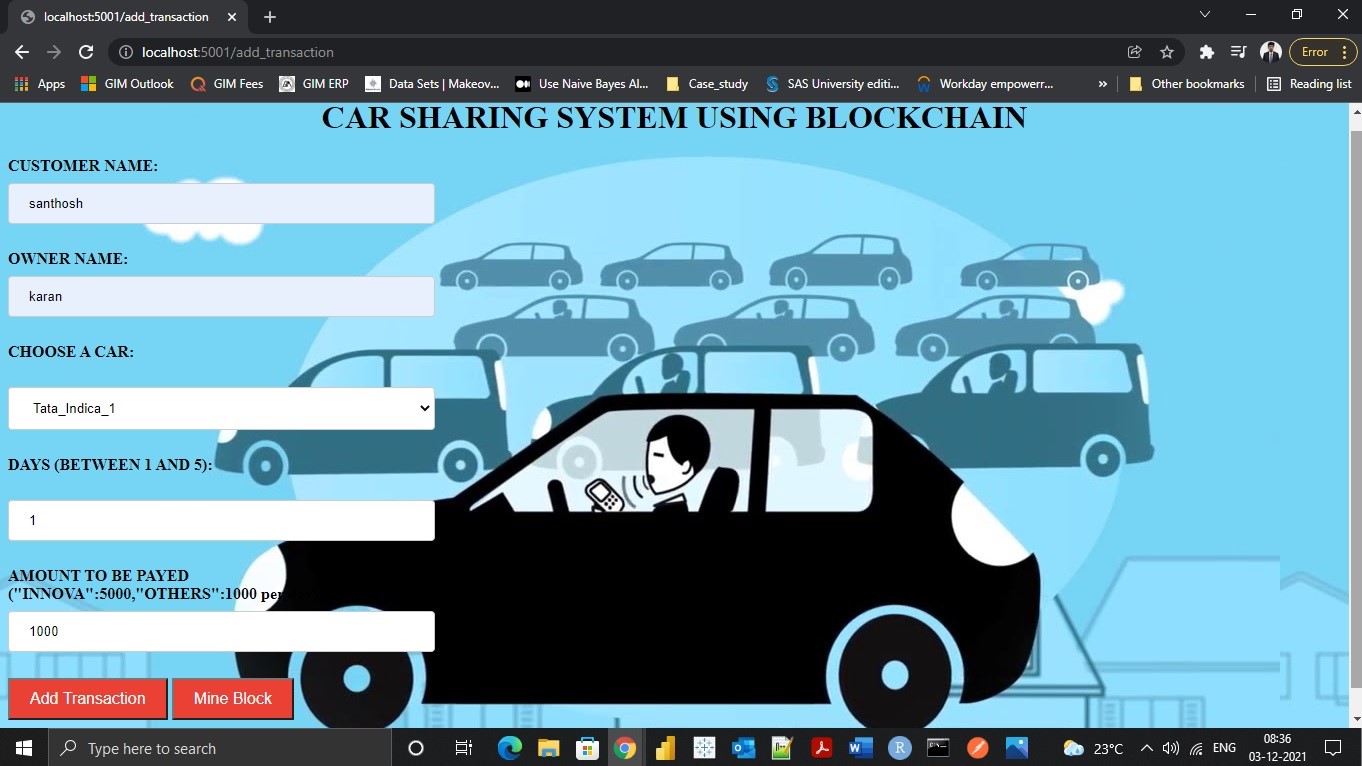 localhost:5001/add_transaction
localhost:5001/add_transaction
Error
Apps
GIM Outlook
GIM Fees
GIM ERP
Data Sets | Makeov...
Use Naive Bayes Al...
Case_study
SAS University editi...
Workday empowerr...
»
Other bookmarks
Reading list
CAR SHARING SYSTEM USING BLOCKCHAIN
CUSTOMER NAME:
santhosh
OWNER NAME:
karan
CHOOSE A CAR:
Tata_Indica_1
DAYS (BETWEEN 1 AND 5):
1
AMOUNT TO BE PAYED
("INNOVA":5000,"OTHERS":1000
1000
Add Transaction
Mine Block
Type here to search
23°C
ENG
08:36
03-12-2021